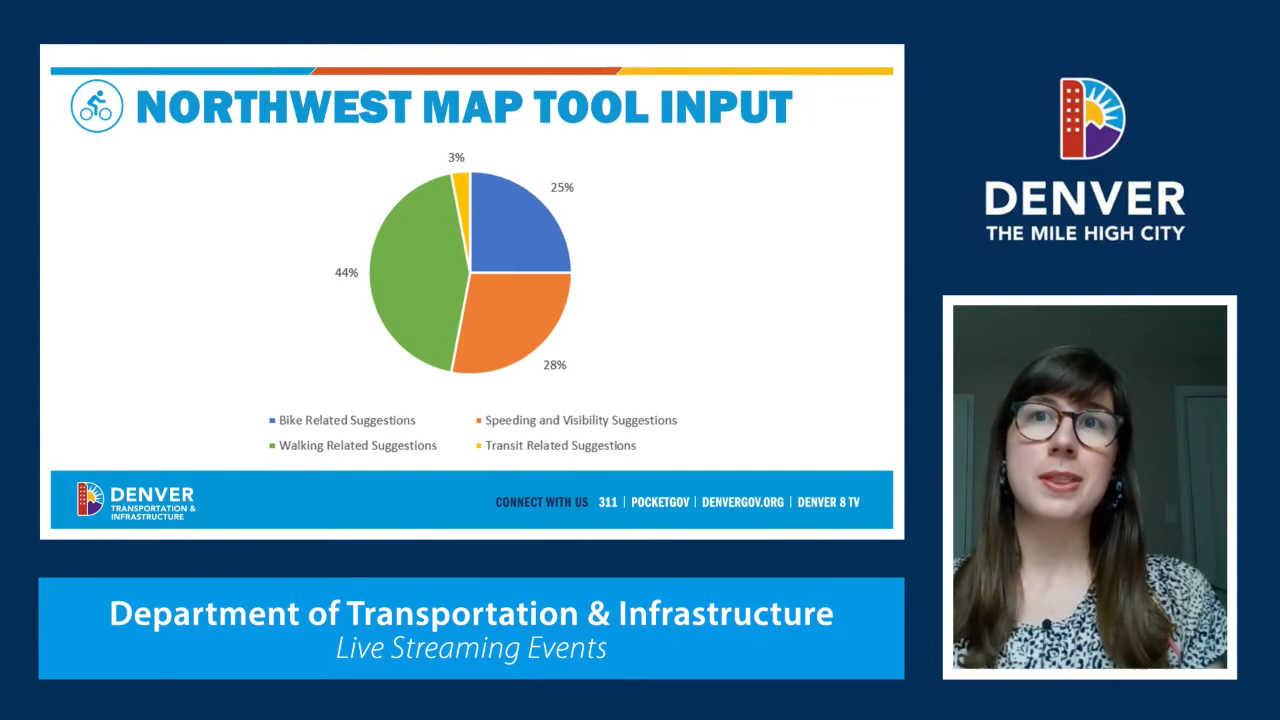 NORTHWEST MAP TOOL INPUT
3%
25%
44%
28%
Bike Related Suggestions
Speeding and Visibility Suggestions
Walking Related Suggestions
Transit Related Suggestions
DENVER
TRANSPORTATION &
INFRASTRUCTURE
CONNECT WITH US 311 | POCKETGOV | DENVERGOV.ORG | DENVER 8 TV
DENVER
THE MILE HIGH CITY
Department of Transportation & Infrastructure
Live Streaming Events